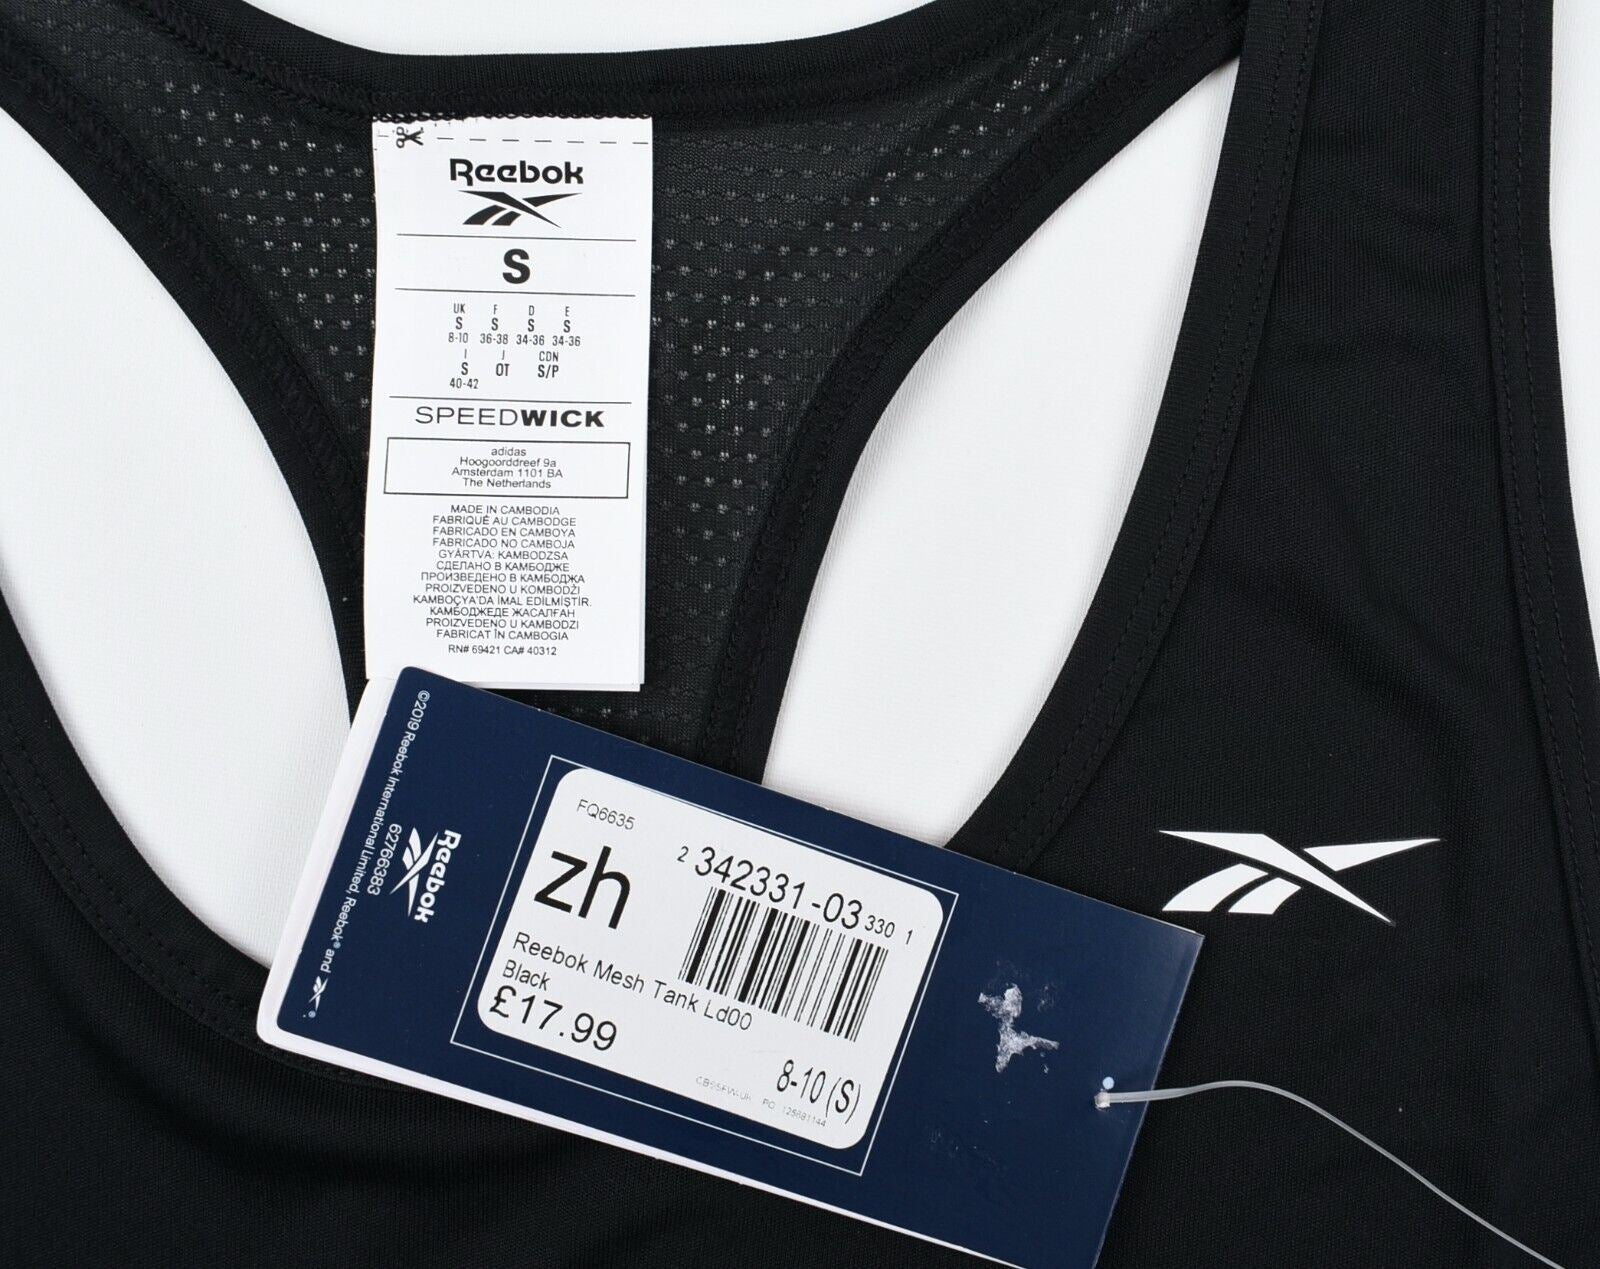 Reebok
S
UK F D E
S S S S
8-10 36-38 34-36 34-36
I J CDN
S OT S/P
40-42
SPEEDWICK
adidas
Hoogoorddreef 9a
Amsterdam 1101 BA
The Netherlands
MADE IN CAMBODIA
FABRIQUÉ AU CAMBODGE
FABRICADO EN CAMBOYA
FABRICADO NO CAMBOJA
GYÁRTVA: KAMBODZSA
СДЕЛАНО В КАМБОДЖЕ
ПРОИЗВЕДЕНО В КАМБОДЖА
PROIZVEDENO U KOMBODŽI
KAMBOÇYA'DA İMAL EDİLMİŞTİR.
КАМБОДЖЕДЕ ЖАСАЛҒАН
PROIZVEDENO U KAMBODZI
FABRICAT ÎN CAMBOGIA
RN# 69421 CA# 40312
©2019 Reebok International Limited, Reebok® and ®.
62766383
Reebok
FQ6635
zh
2 342331-03 330 1
Reebok Mesh Tank Ld00
Black
£17.99
8-10 (S)
PO 125681144